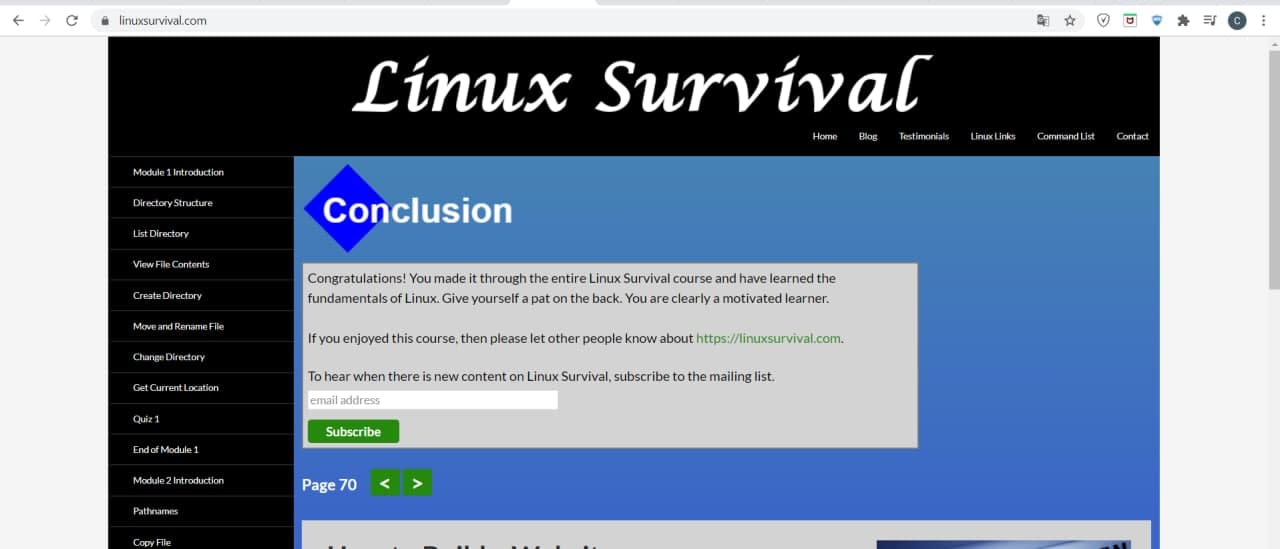 linuxsurvival.com
C
Linux Survival
Home Blog Testimonials Linux Links Command List Contact
Module 1 Introduction
Directory Structure
List Directory
View File Contents
Create Directory
Move and Rename File
Change Directory
Get Current Location
Quiz 1
End of Module 1
Module 2 Introduction
Pathnames
Copy File
Conclusion
Congratulations! You made it through the entire Linux Survival course and have learned the
fundamentals of Linux. Give yourself a pat on the back. You are clearly a motivated learner.
If you enjoyed this course, then please let other people know about https://linuxsurvival.com.
To hear when there is new content on Linux Survival, subscribe to the mailing list.
email address
Subscribe
Page 70 < >